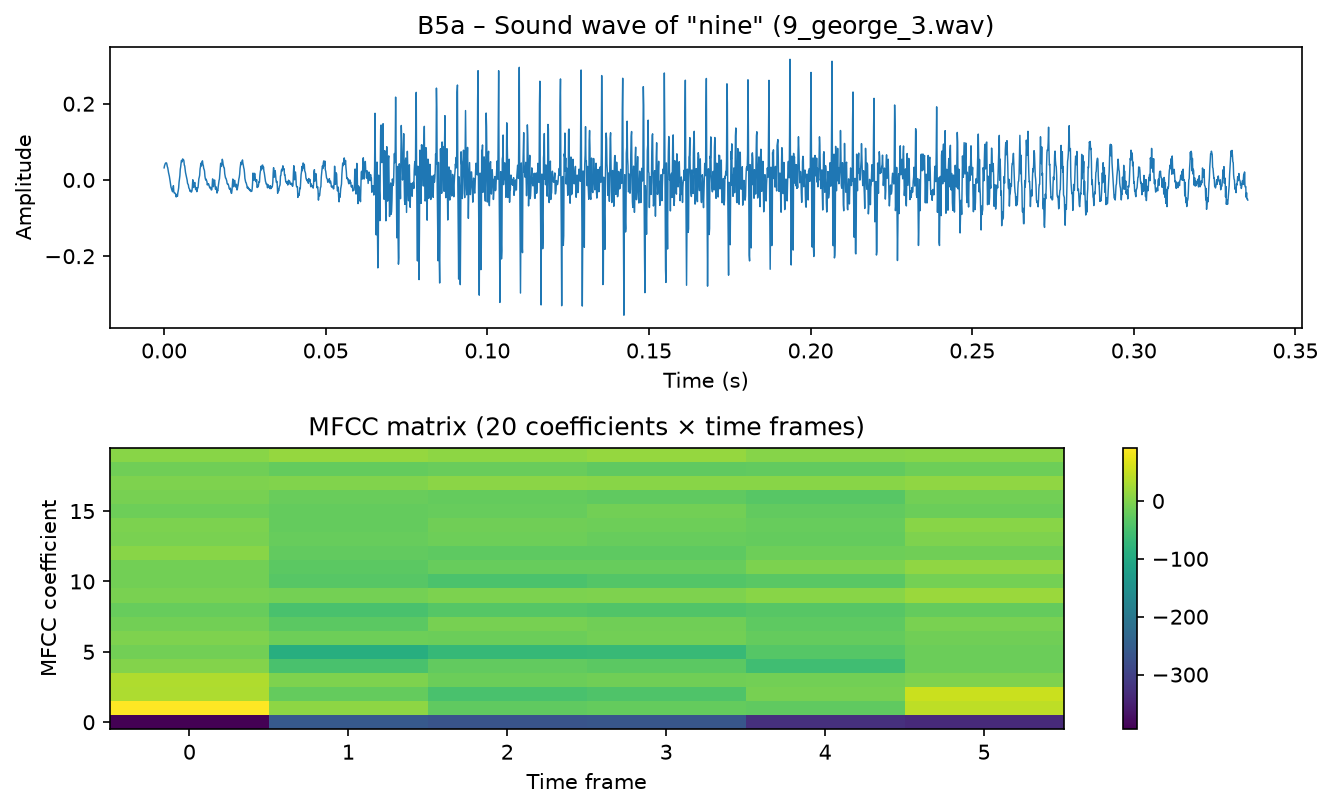 B5a – Sound wave of "nine" (9_george_3.wav)
Amplitude
0.2
0.0
−0.2
0.00 0.05 0.10 0.15 0.20 0.25 0.30 0.35
Time (s)
MFCC matrix (20 coefficients × time frames)
MFCC coefficient
15
10
5
0
0 1 2 3 4 5
Time frame
0
−100
−200
−300